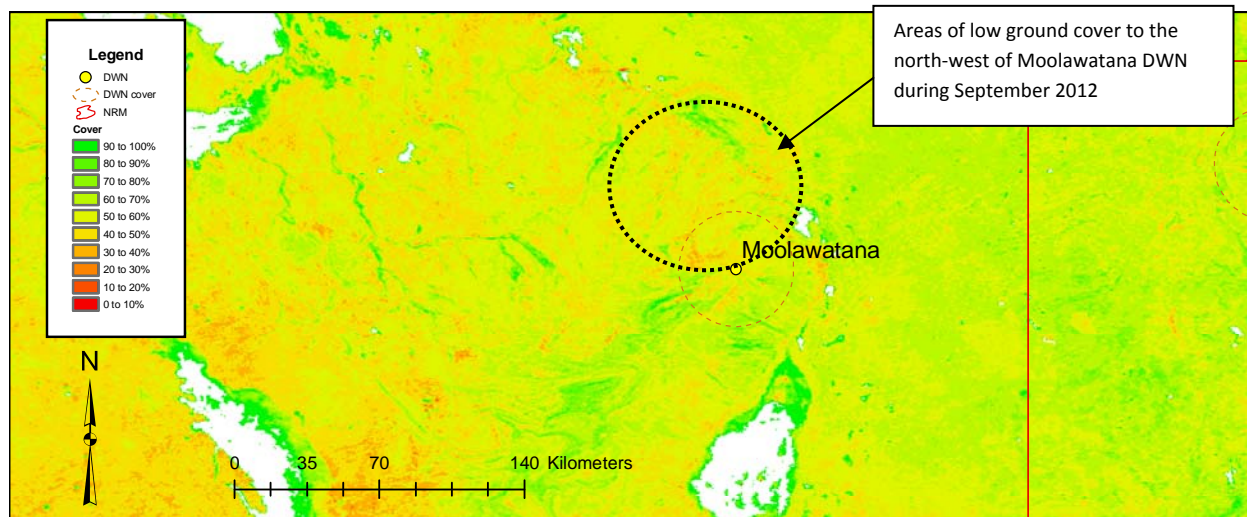 Legend
DWN
DWN cover
NRM
Cover
90 to 100%
80 to 90%
70 to 80%
60 to 70%
50 to 60%
40 to 50%
30 to 40%
20 to 30%
10 to 20%
0 to 10%
Areas of low ground cover to the
north-west of Moolawatana DWN
during September 2012
Moolawatana
N
0 35 70 140 Kilometers